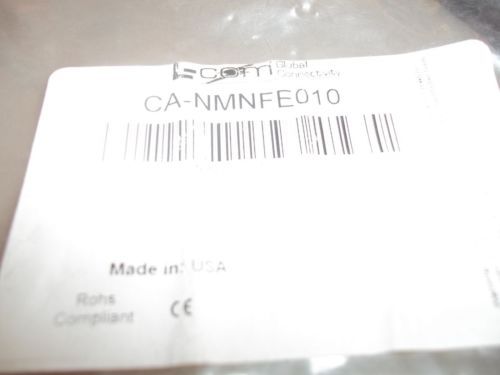 L-com Global
Connectivity
CA-NMNFE010
Made in: USA
Rohs
Compliant CE